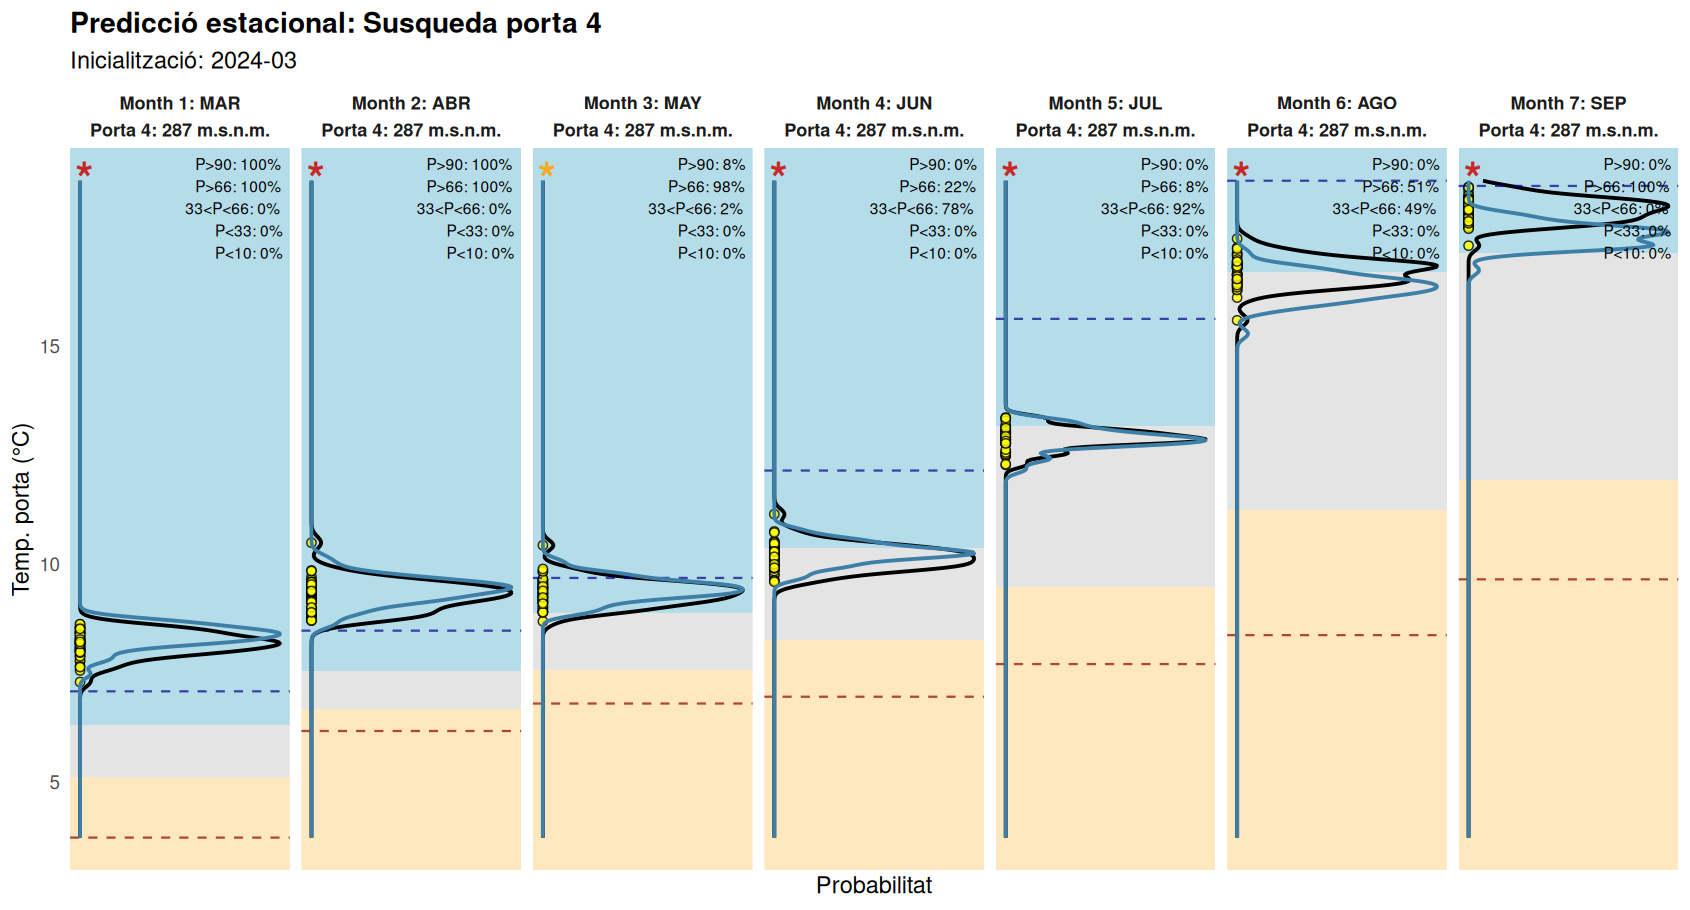 Predicció estacional: Susqueda porta 4
Inicialització: 2024-03
Month 1: MAR
Porta 4: 287 m.s.n.m.
Month 2: ABR
Porta 4: 287 m.s.n.m.
Month 3: MAY
Porta 4: 287 m.s.n.m.
Month 4: JUN
Porta 4: 287 m.s.n.m.
Month 5: JUL
Porta 4: 287 m.s.n.m.
Month 6: AGO
Porta 4: 287 m.s.n.m.
Month 7: SEP
Porta 4: 287 m.s.n.m.
*
P>90: 100%
P>66: 100%
33<P<66: 0%
P<33: 0%
P<10: 0%
*
P>90: 100%
P>66: 100%
33<P<66: 0%
P<33: 0%
P<10: 0%
*
P>90: 8%
P>66: 98%
33<P<66: 2%
P<33: 0%
P<10: 0%
*
P>90: 0%
P>66: 22%
33<P<66: 78%
P<33: 0%
P<10: 0%
*
P>90: 0%
P>66: 8%
33<P<66: 92%
P<33: 0%
P<10: 0%
*
P>90: 0%
P>66: 51%
33<P<66: 49%
P<33: 0%
P<10: 0%
*
P>90: 0%
P>66: 100%
33<P<66: 0%
P<33: 0%
P<10: 0%
15
10
5
Temp. porta (°C)
Probabilitat